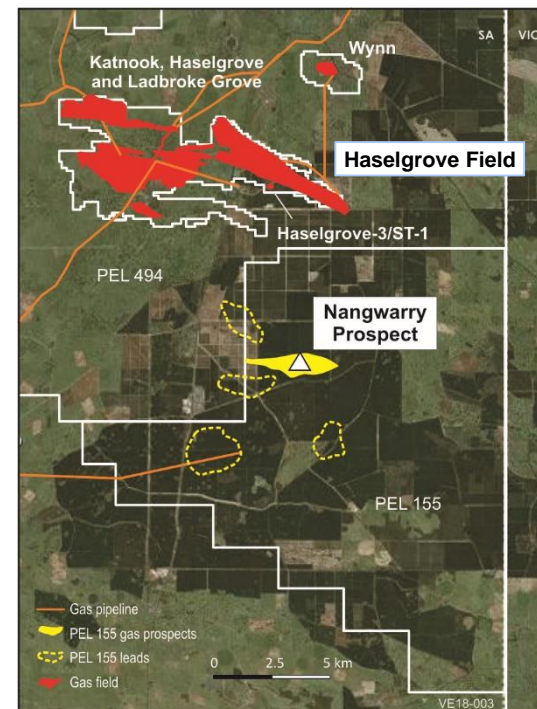 SA
VIC
Wynn
Katnook, Haselgrove
and Ladbroke Grove
Haselgrove Field
Haselgrove-3/ST-1
PEL 494
Nangwarry
Prospect
PEL 155
Gas pipeline
PEL 155 gas prospects
PEL 155 leads
Gas field
0 2.5 5 km
VE18-003